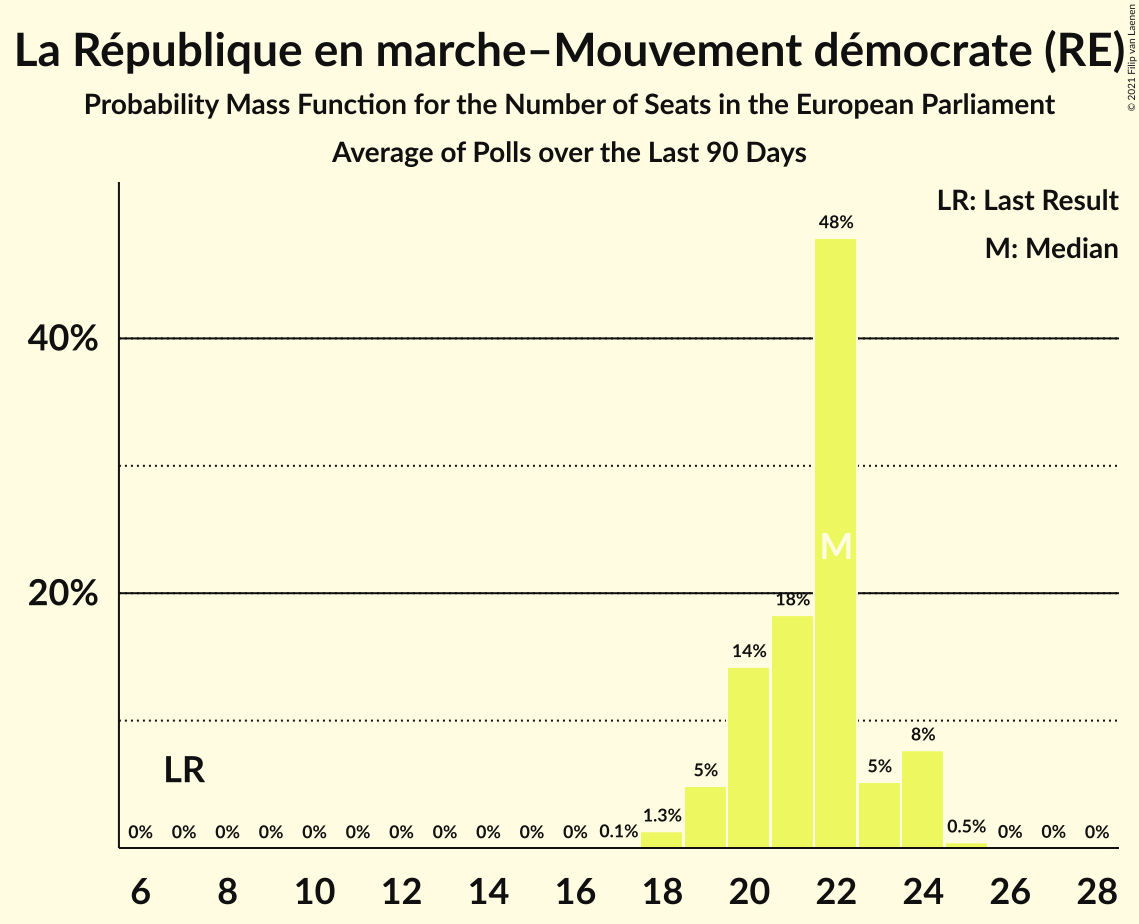 La République en marche–Mouvement démocrate (RE)
© 2021 Filip van Laenen
Probability Mass Function for the Number of Seats in the European Parliament
Average of Polls over the Last 90 Days
LR: Last Result
M: Median
48%
40%
M
20%
18%
14%
8%
LR
5%
5%
1.3%
0.5%
0% 0% 0% 0% 0% 0% 0% 0% 0% 0% 0% 0.1% 0% 0% 0%
6 8 10 12 14 16 18 20 22 24 26 28